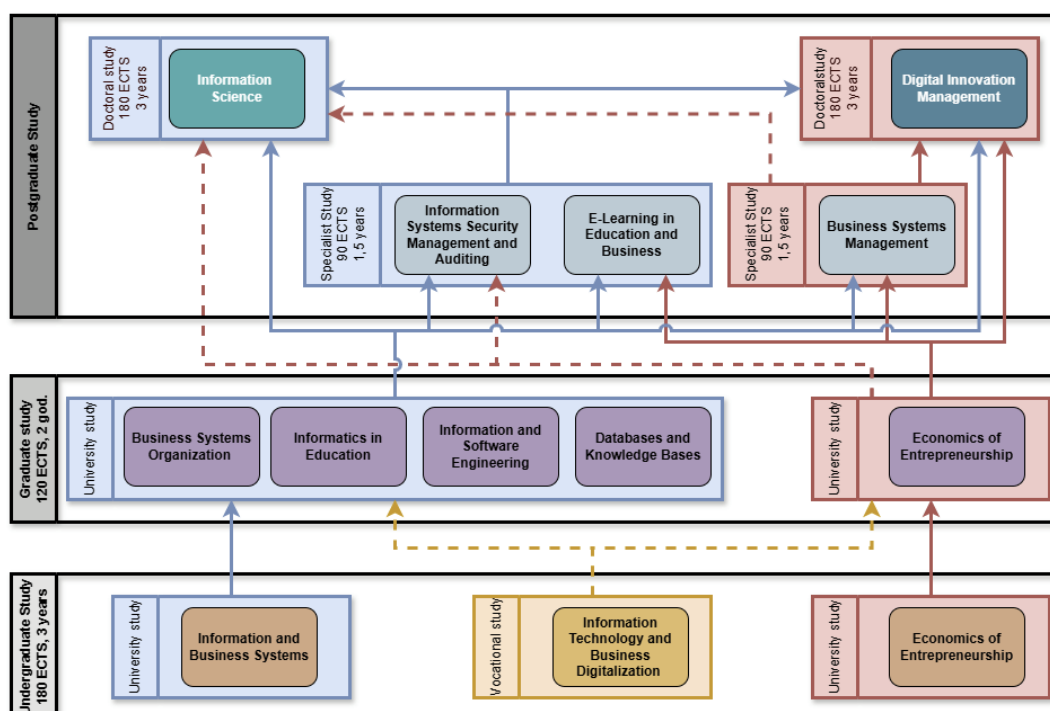 Postgraduate Study
Doctoral study
180 ECTS
3 years
Information
Science
Doctoralstudy
180 ECTS
3 years
Digital Innovation
Management
Specialist Study
90 ECTS
1,5 years
Information
Systems Security
Management and
Auditing
E-Learning in
Education and
Business
Specialist Study
90 ECTS
1,5 years
Business Systems
Management
Graduate study
120 ECTS, 2 god.
University study
Business Systems
Organization
Informatics in
Education
Information and
Software
Engineering
Databases and
Knowledge Bases
University study
Economics of
Entrepreneurship
Undergraduate Study
180 ECTS, 3 years
University study
Information and
Business Systems
Vocational study
Information
Technology and
Business
Digitalization
University study
Economics of
Entrepreneurship